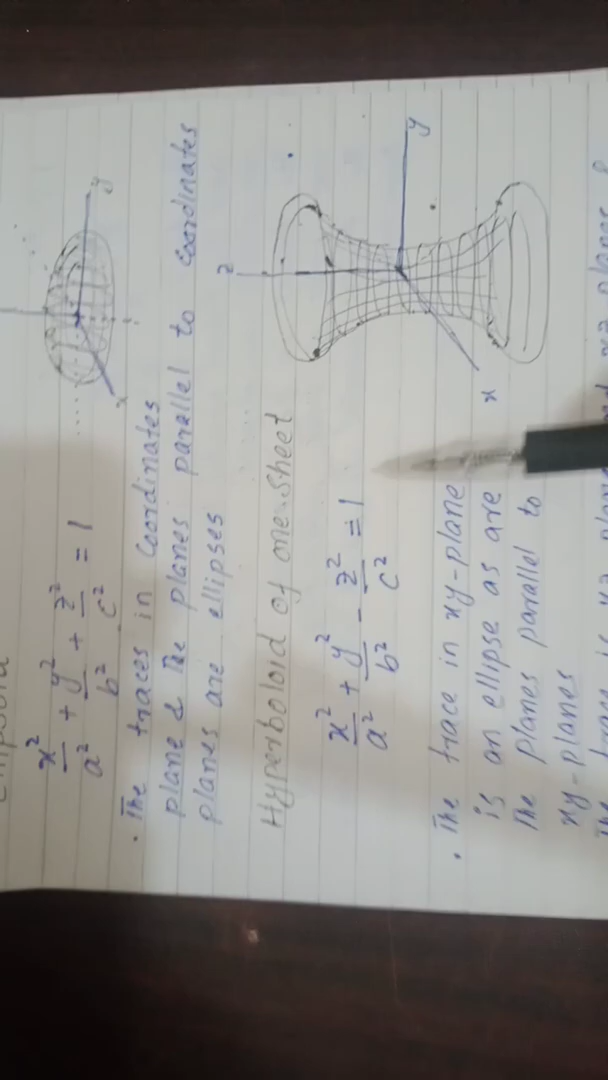 z
y
x
x²/a² + y²/b² + z²/c² = 1
. The traces in Coordinates
plane & The planes parallel to coordinates
planes are ellipses
Hyperboloid of one Sheet
z
y
x
x²/a² + y²/b² - z²/c² = 1
. The trace in xy-plane
is an ellipse as are
The planes parallel to
xy-planes